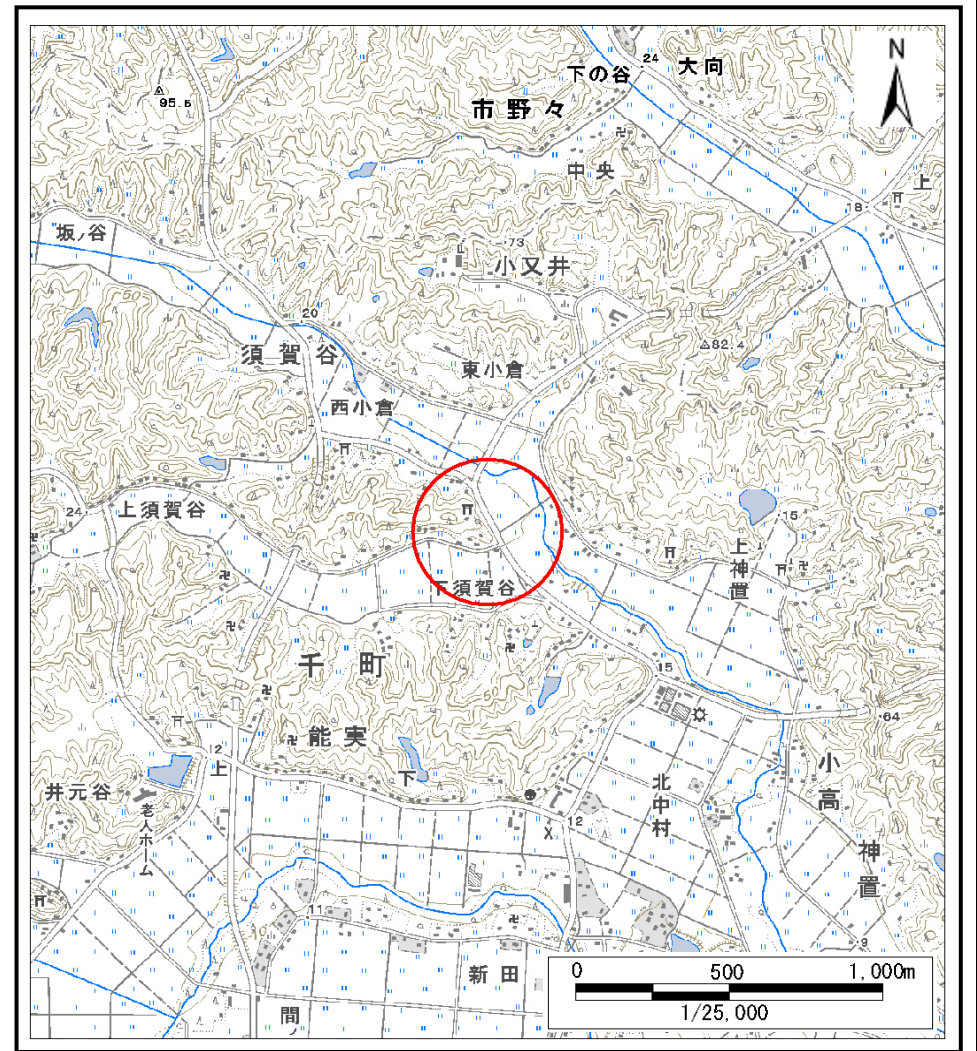 N
24
大向
下の谷
95.5
市野々
中央
上
18
坂ノ谷
73
小又井
20
82.4
須賀谷
東小倉
西小倉
24
上須賀谷
50
15
上神置
下須賀谷
千町
15
64
能実
12
上
下
小高
井元谷
老人ホーム
北中村
12
神置
11
9
新田
間
0 500 1,000m
1/25,000